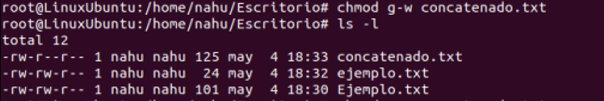 root@LinuxUbuntu:/home/nahu/Escritorio# chmod g-w concatenado.txt
root@LinuxUbuntu:/home/nahu/Escritorio# ls -l
total 12
-rw-r--r-- 1 nahu nahu 125 may  4 18:33 concatenado.txt
-rw-rw-r-- 1 nahu nahu  24 may  4 18:32 Ejemplo.txt
-rw-rw-r-- 1 nahu nahu 101 may  4 18:30 Ejemplo.txt